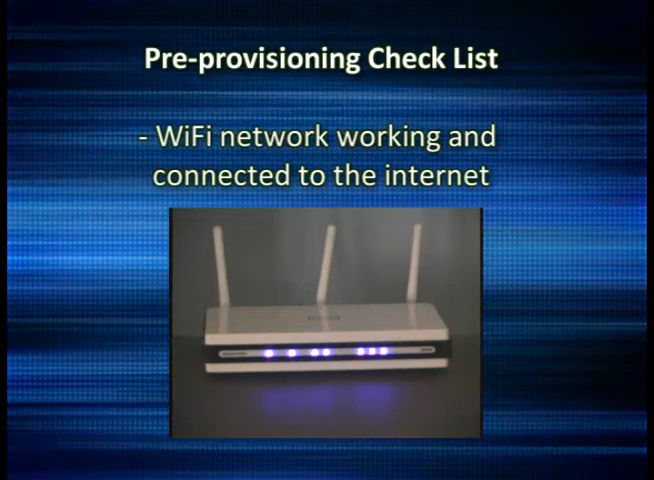 Pre-provisioning Check List
- WiFi network working and
connected to the internet